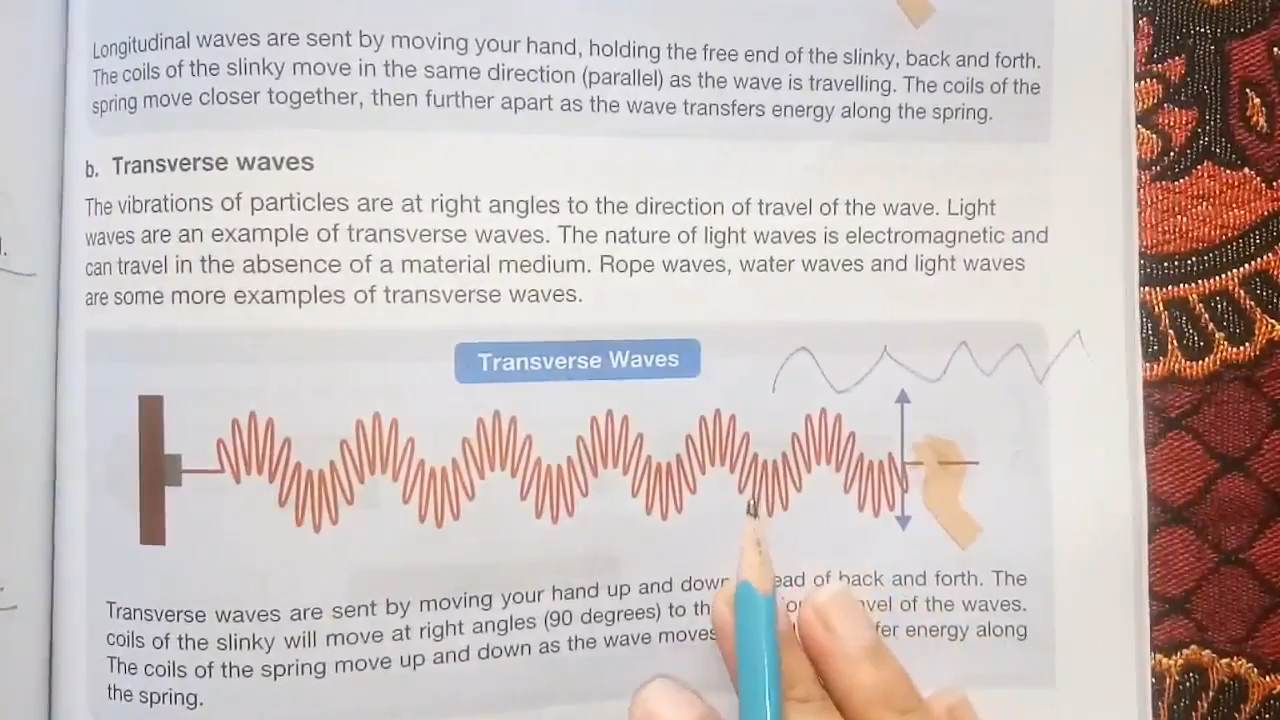 Longitudinal waves are sent by moving your hand, holding the free end of the slinky, back and forth.
The coils of the slinky move in the same direction (parallel) as the wave is travelling. The coils of the
spring move closer together, then further apart as the wave transfers energy along the spring.
b. Transverse waves
The vibrations of particles are at right angles to the direction of travel of the wave. Light
waves are an example of transverse waves. The nature of light waves is electromagnetic and
can travel in the absence of a material medium. Rope waves, water waves and light waves
are some more examples of transverse waves.
Transverse Waves
Transverse waves are sent by moving your hand up and down of back and forth. The
coils of the slinky will move at right angles (90 degrees) to of the waves.
The coils of the spring move up and down as the wave moves energy along
the spring.